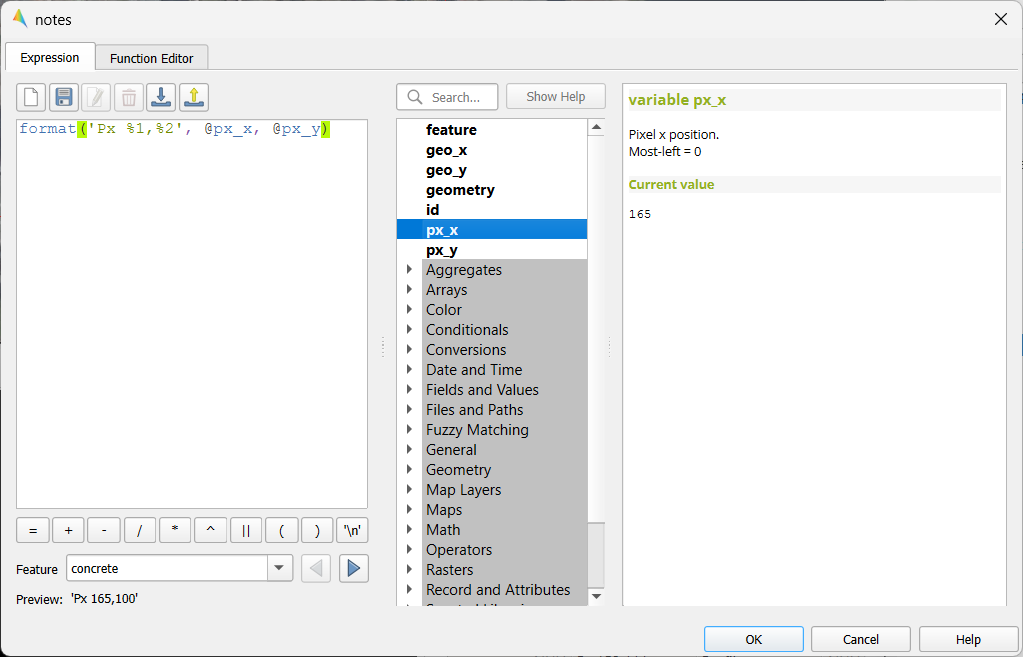 notes
Expression
Function Editor
format('Px %1,%2', @px_x, @px_y)
= + - / * ^ || ( ) '\n'
Feature concrete
Preview: 'Px 165,100'
Search...
Show Help
feature
geo_x
geo_y
geometry
id
px_x
px_y
Aggregates
Arrays
Color
Conditionals
Conversions
Date and Time
Fields and Values
Files and Paths
Fuzzy Matching
General
Geometry
Map Layers
Maps
Math
Operators
Rasters
Record and Attributes
variable px_x
Pixel x position.
Most-left = 0
Current value
165
OK
Cancel
Help